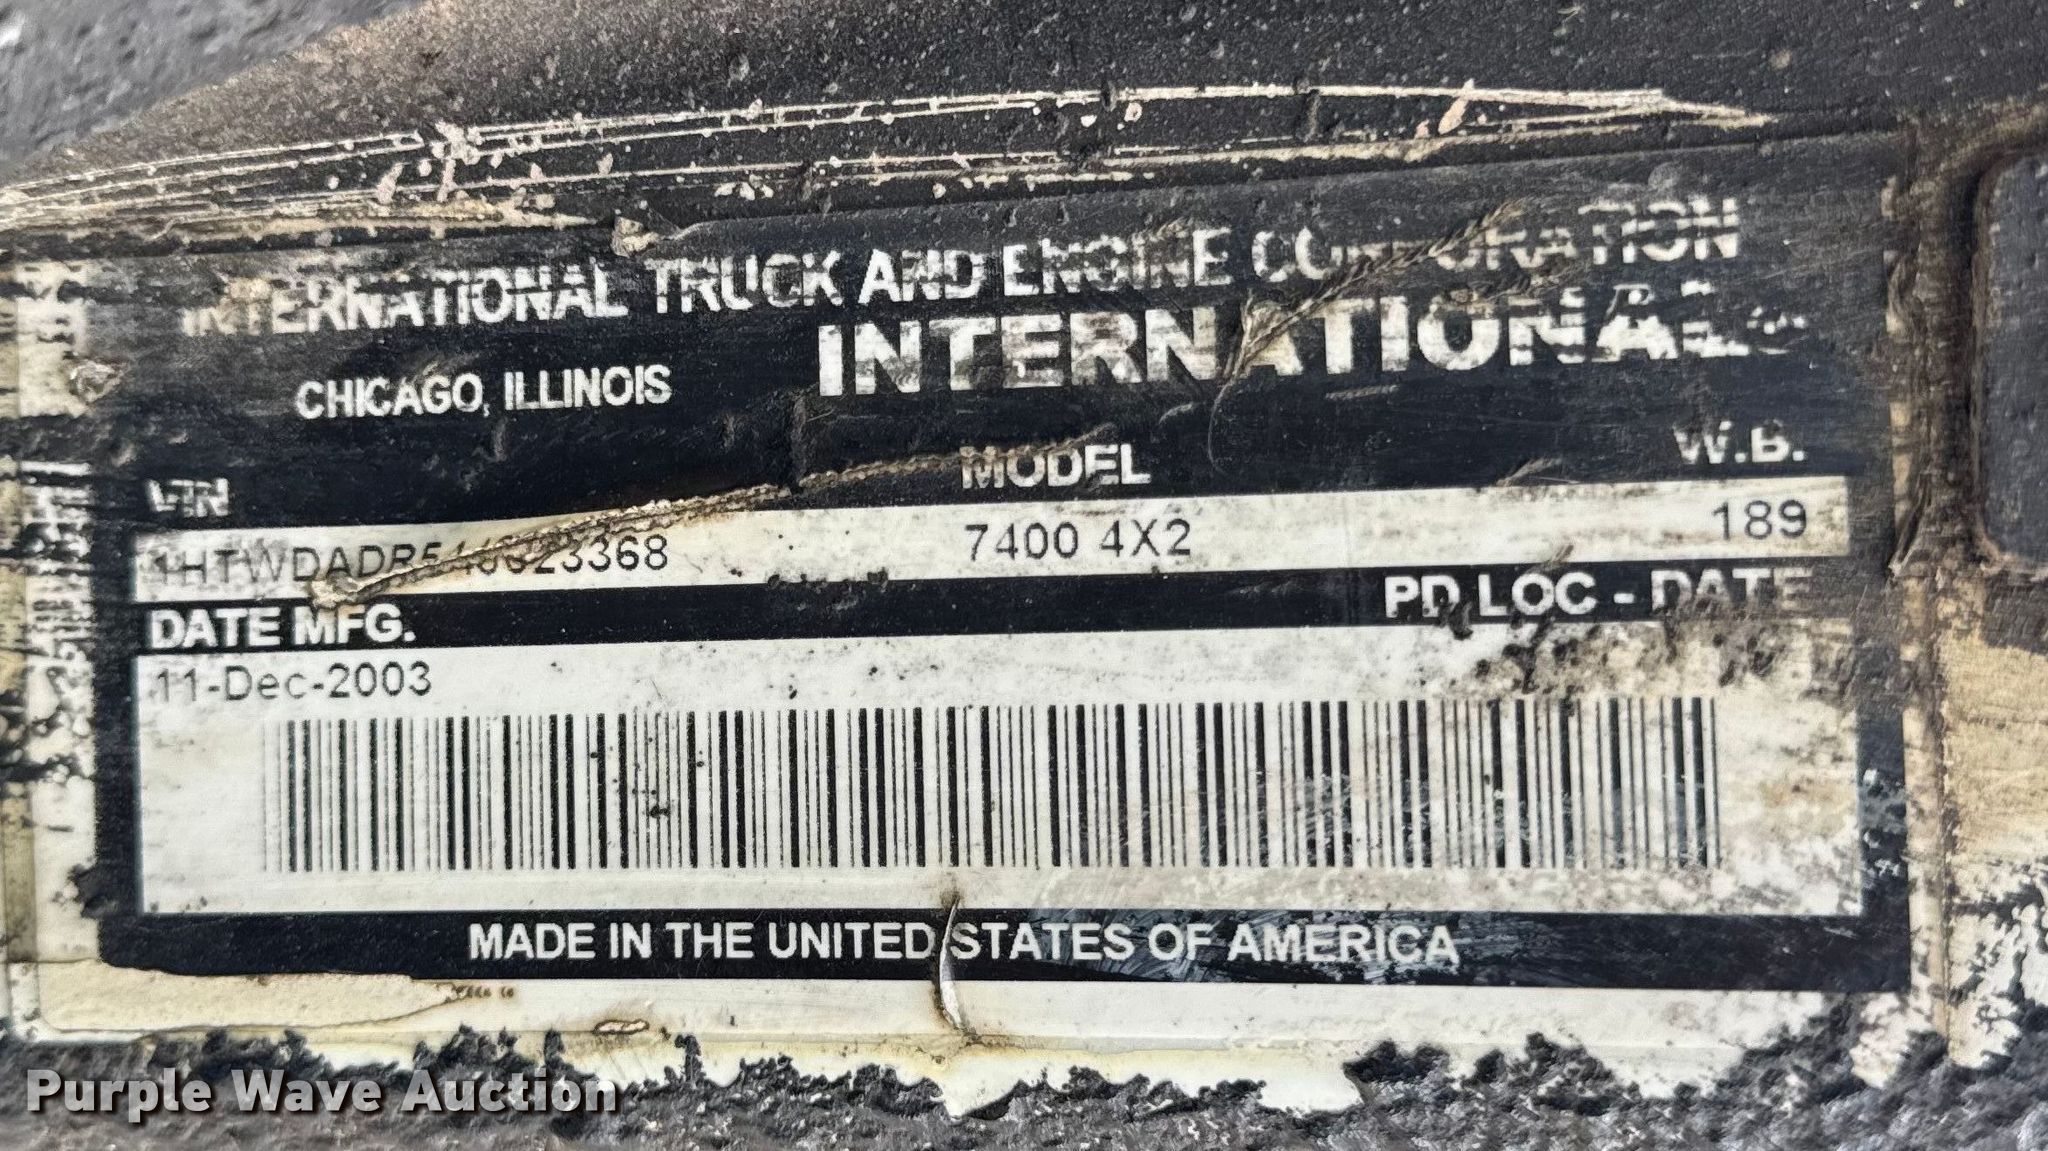 INTERNATIONAL TRUCK AND ENGINE CORPORATION
CHICAGO, ILLINOIS INTERNATIONAL
VIN MODEL W.B.
1HTWDADR54J023368 7400 4X2 189
DATE MFG. PD LOC - DATE
11-Dec-2003
MADE IN THE UNITED STATES OF AMERICA
Purple Wave Auction